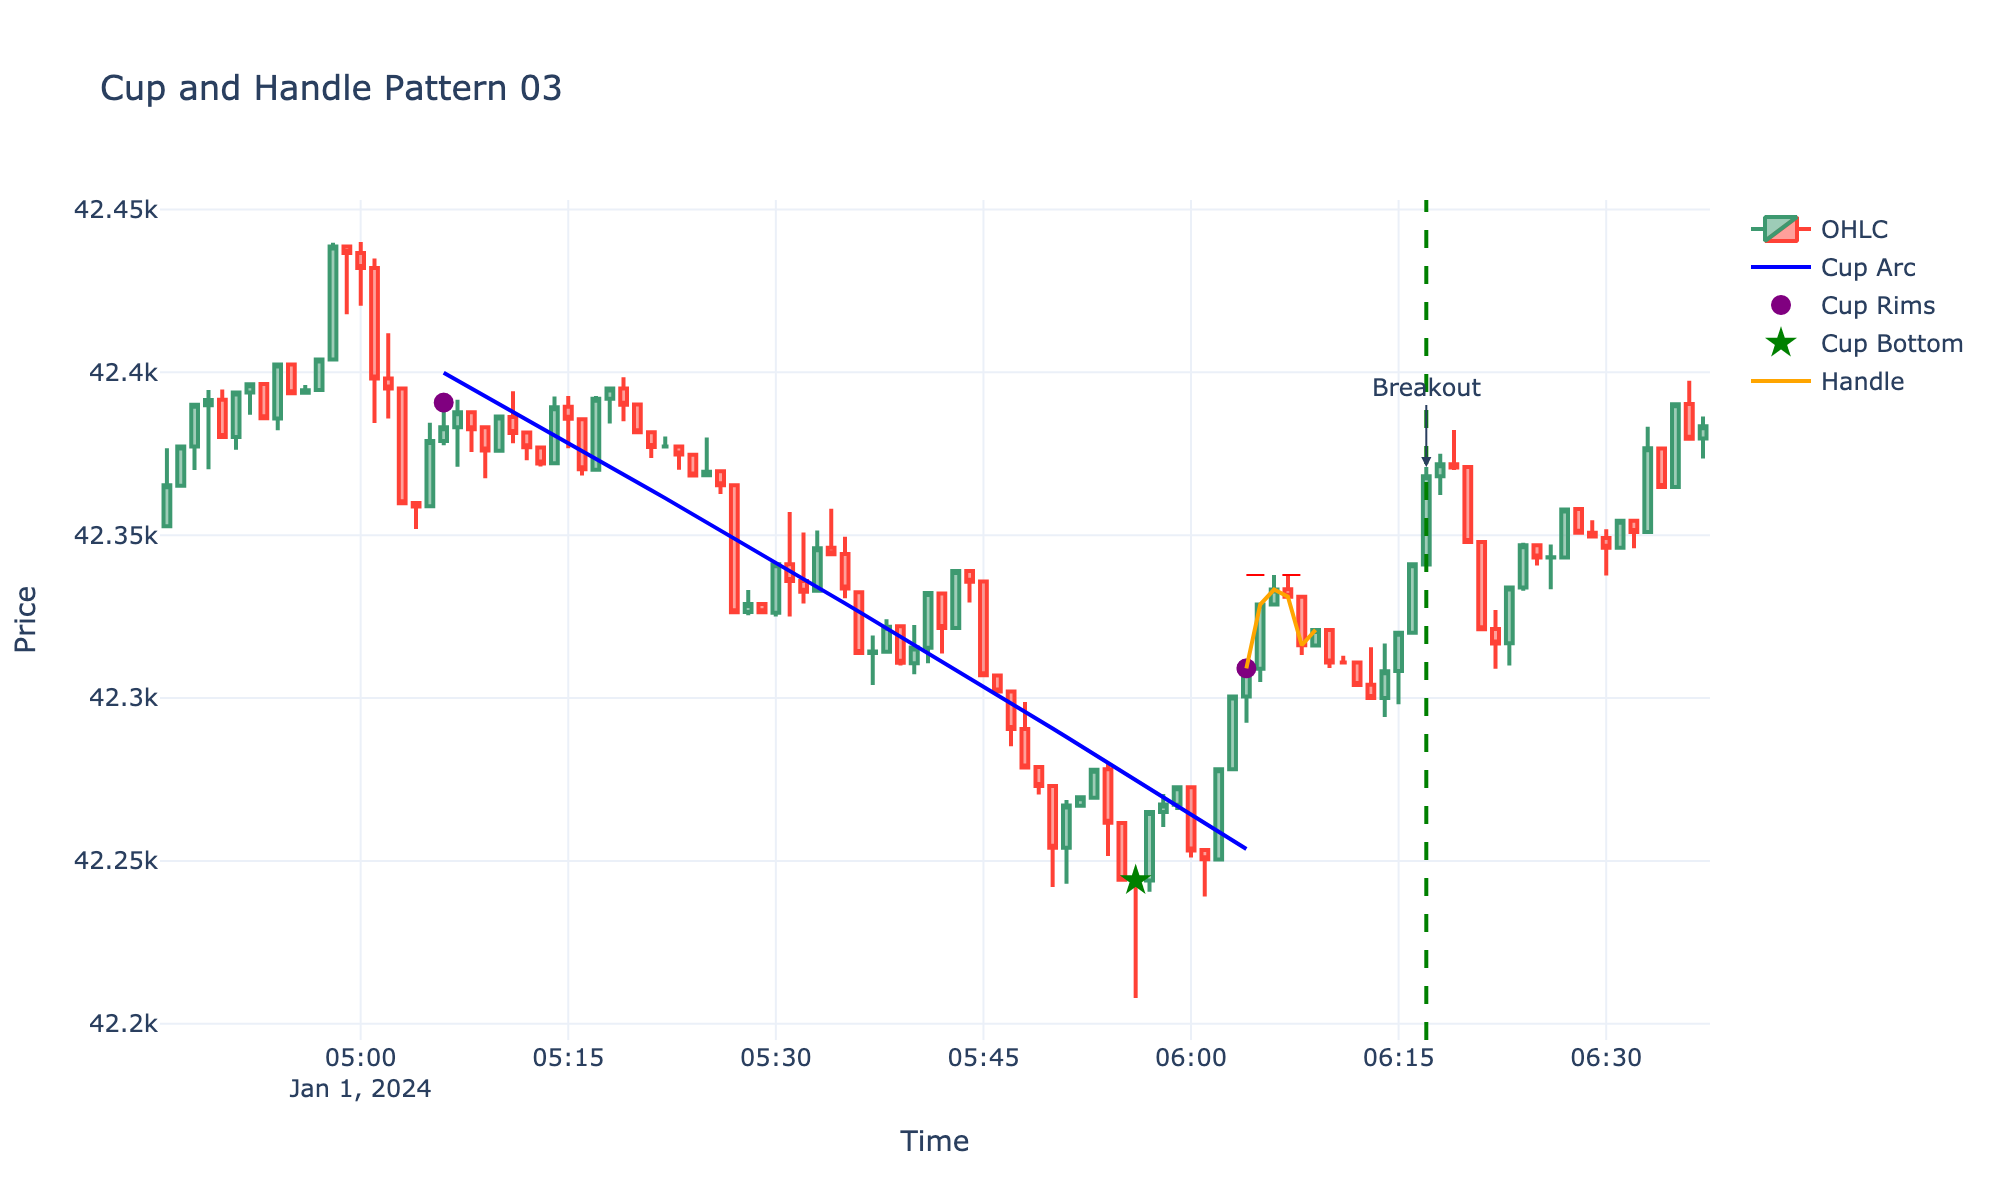 Cup and Handle Pattern 03
42.45k
42.4k
42.35k
42.3k
42.25k
42.2k
Price
Breakout
05:00
05:15
05:30
05:45
06:00
06:15
06:30
Jan 1, 2024
Time
OHLC
Cup Arc
Cup Rims
Cup Bottom
Handle